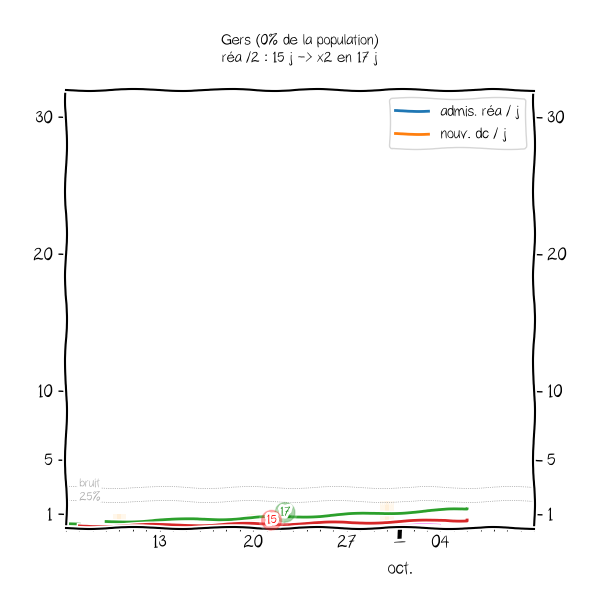 Gers (0% de la population)
réa /2 : 15 j -> x2 en 17 j
admis. réa / j
nouv. dc / j
30
30
20
20
10
10
5
5
bruit
25%
1
1
15
17
13
20
27
04
oct.